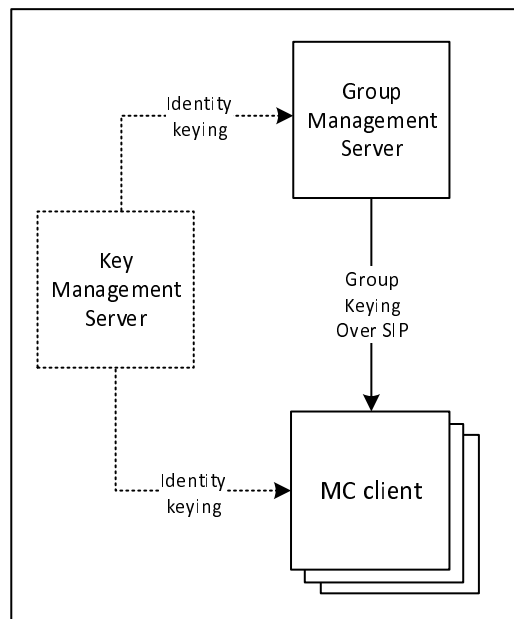 Identity
keying
Group
Management
Server
Key
Management
Server
Group
Keying
Over SIP
Identity
keying
MC client